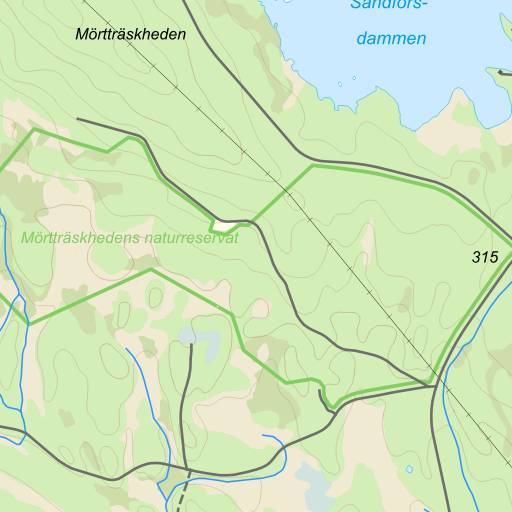 Sandfors-
dammen
Mörtträskheden
Mörtträskhedens naturreservat
315